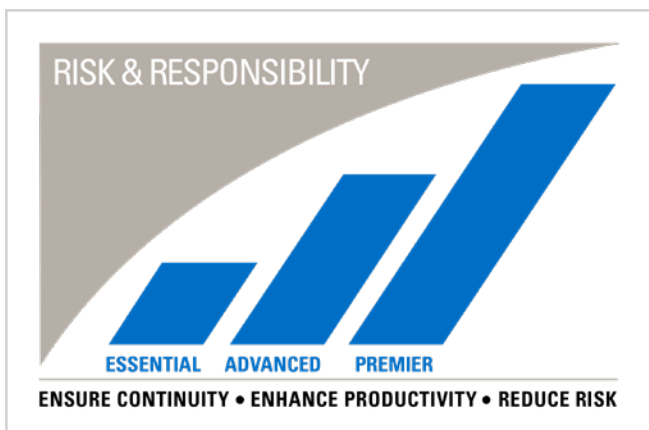 RISK & RESPONSIBILITY
ESSENTIAL ADVANCED PREMIER
ENSURE CONTINUITY • ENHANCE PRODUCTIVITY • REDUCE RISK